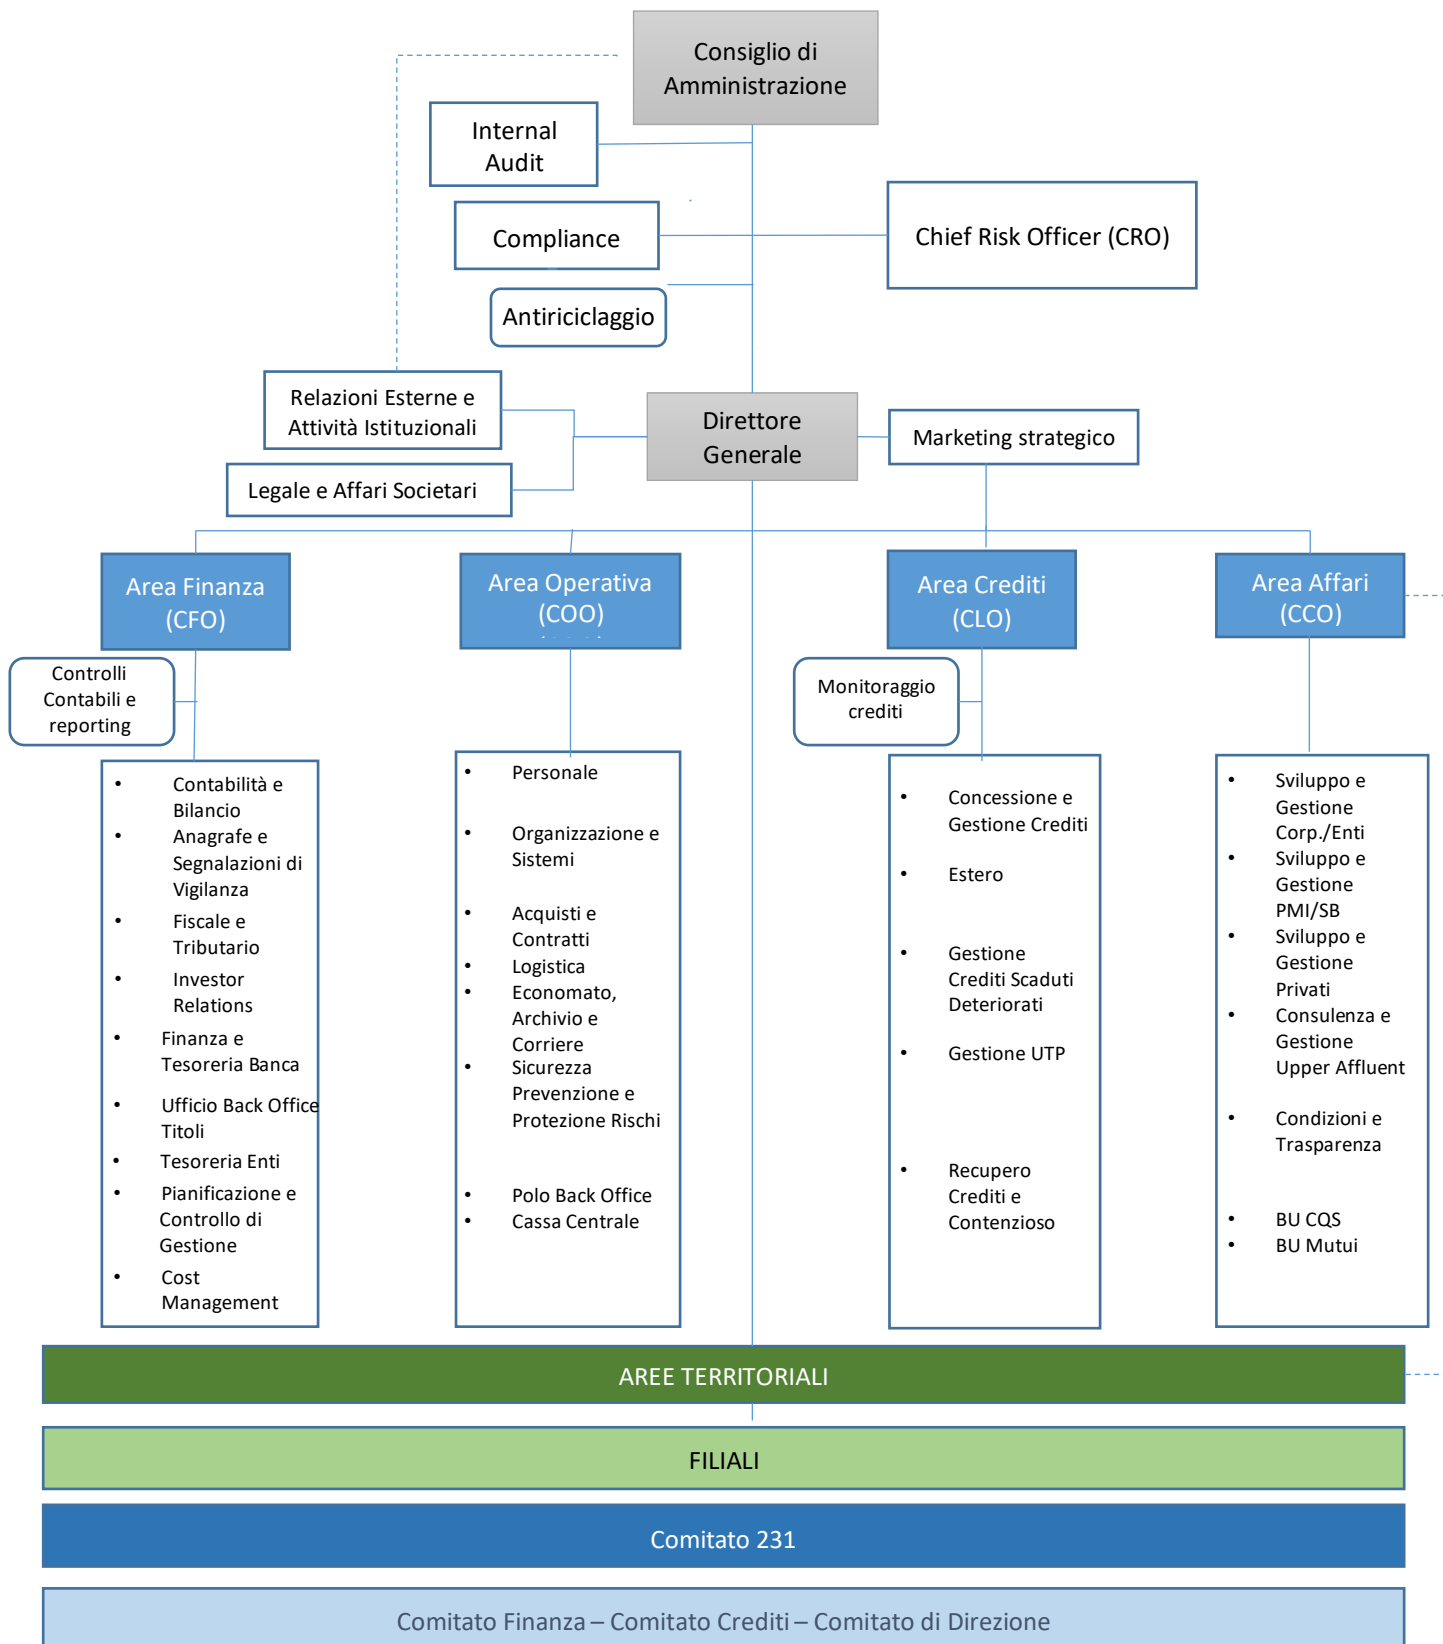 Consiglio di
Amministrazione
Internal
Audit
Compliance
Chief Risk Officer (CRO)
Antiriciclaggio
Relazioni Esterne e
Attività Istituzionali
Direttore
Generale
Marketing strategico
Legale e Affari Societari
Area Finanza
(CFO)
Area Operativa
(COO)
Area Crediti
(CLO)
Area Affari
(CCO)
Controlli
Contabili e
reporting
Monitoraggio
crediti
• Contabilità e
Bilancio
• Anagrafe e
Segnalazioni di
Vigilanza
• Fiscale e
Tributario
• Investor
Relations
• Finanza e
Tesoreria Banca
• Ufficio Back Office
Titoli
• Tesoreria Enti
• Pianificazione e
Controllo di
Gestione
• Cost
Management
• Personale
• Organizzazione e
Sistemi
• Acquisti e
Contratti
• Logistica
• Economato,
Archivio e
Corriere
• Sicurezza
Prevenzione e
Protezione Rischi
• Polo Back Office
• Cassa Centrale
• Concessione e
Gestione Crediti
• Estero
• Gestione
Crediti Scaduti
Deteriorati
• Gestione UTP
• Recupero
Crediti e
Contenzioso
• Sviluppo e
Gestione
Corp./Enti
• Sviluppo e
Gestione
PMI/SB
• Sviluppo e
Gestione
Privati
• Consulenza e
Gestione
Upper Affluent
• Condizioni e
Trasparenza
• BU CQS
• BU Mutui
AREE TERRITORIALI
FILIALI
Comitato 231
Comitato Finanza – Comitato Crediti – Comitato di Direzione